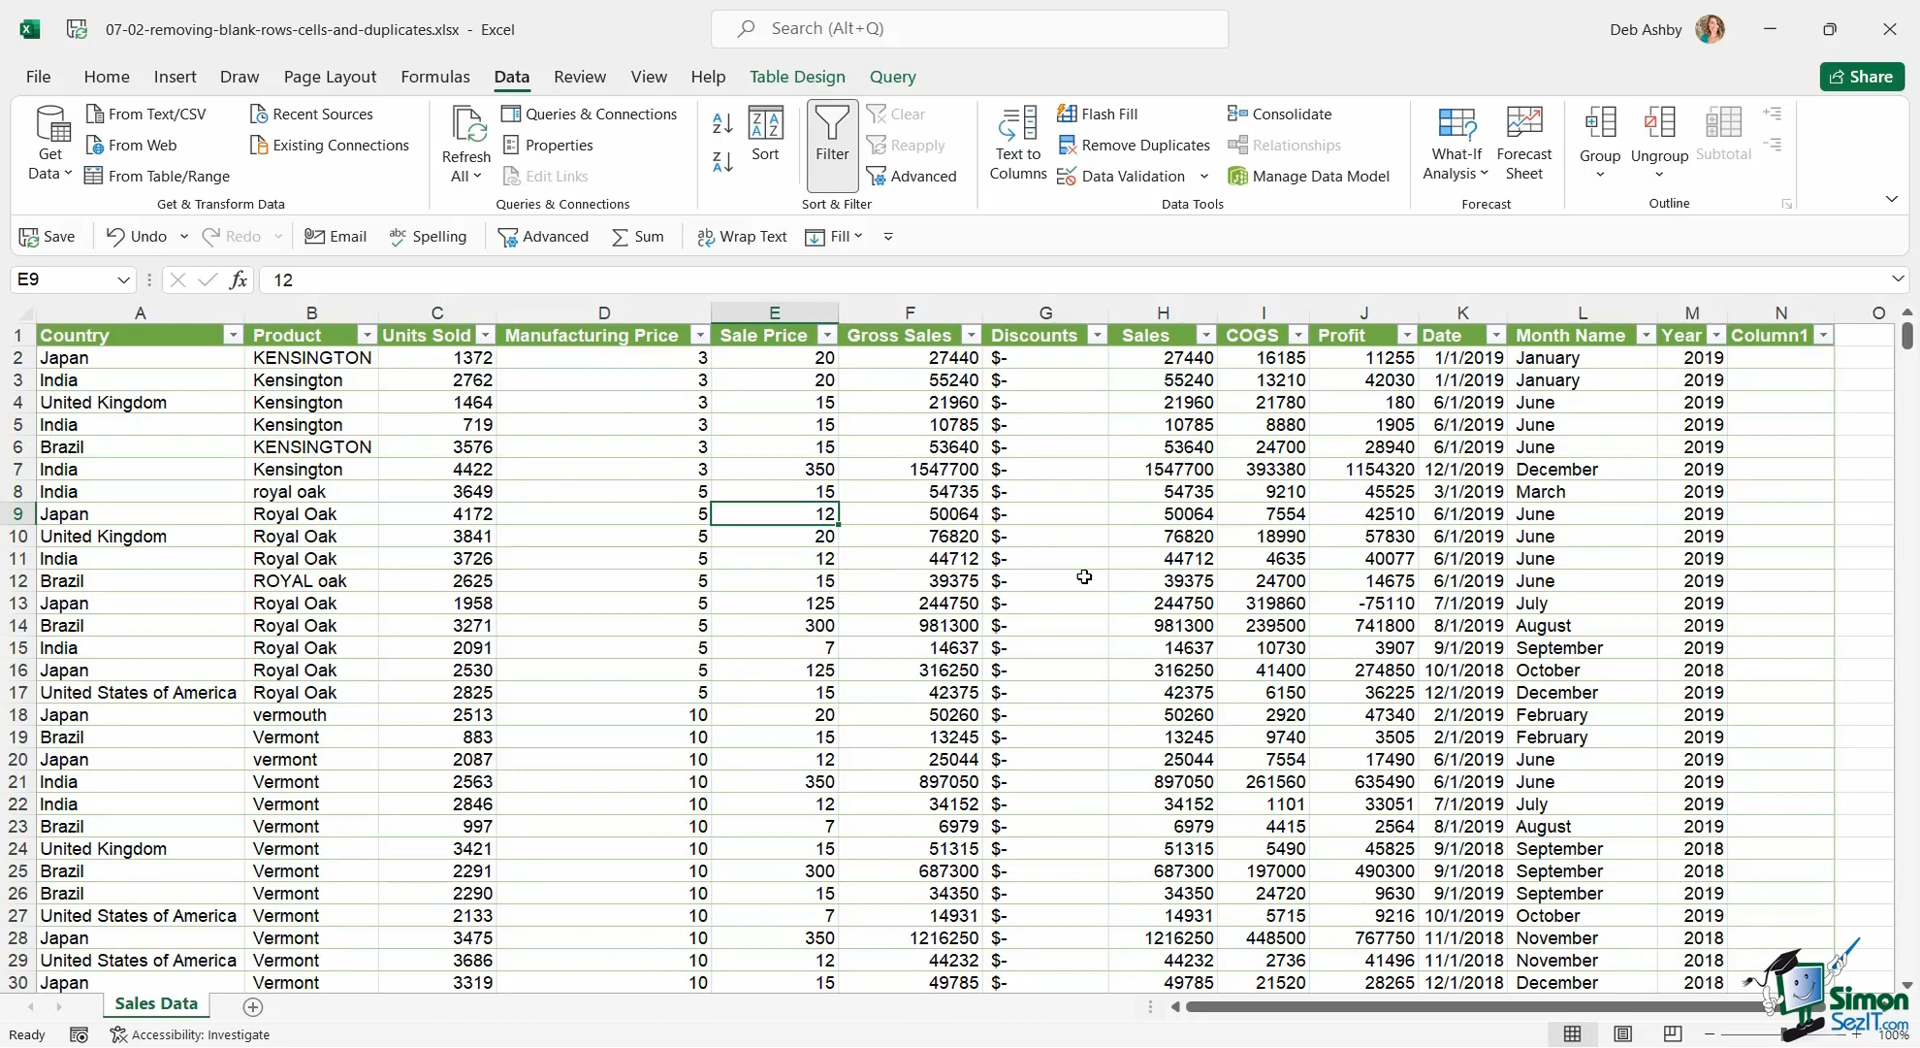 07-02-removing-blank-rows-cells-and-duplicates.xlsx - Excel
Search (Alt+Q)
Deb Ashby
File Home Insert Draw Page Layout Formulas Data Review View Help Table Design Query Share
Get Data
From Text/CSV
From Web
From Table/Range
Recent Sources
Existing Connections
Get & Transform Data
Refresh All
Queries & Connections
Properties
Edit Links
Queries & Connections
Sort
Filter
Clear
Reapply
Advanced
Sort & Filter
Text to Columns
Flash Fill
Remove Duplicates
Data Validation
Consolidate
Relationships
Manage Data Model
Data Tools
What-If Analysis
Forecast Sheet
Forecast
Group
Ungroup
Subtotal
Outline
Save Undo Redo Email Spelling Advanced Sum Wrap Text Fill
E9 fx 12
A B C D E F G H I J K L M N O
1 Country Product Units Sold Manufacturing Price Sale Price Gross Sales Discounts Sales COGS Profit Date Month Name Year Column1
2 Japan KENSINGTON 1372 3 20 27440 $- 27440 16185 11255 1/1/2019 January 2019
3 India Kensington 2762 3 20 55240 $- 55240 13210 42030 1/1/2019 January 2019
4 United Kingdom Kensington 1464 3 15 21960 $- 21960 21780 180 6/1/2019 June 2019
5 India Kensington 719 3 15 10785 $- 10785 8880 1905 6/1/2019 June 2019
6 Brazil KENSINGTON 3576 3 15 53640 $- 53640 24700 28940 6/1/2019 June 2019
7 India Kensington 4422 3 350 1547700 $- 1547700 393380 1154320 12/1/2019 December 2019
8 India royal oak 3649 5 15 54735 $- 54735 9210 45525 3/1/2019 March 2019
9 Japan Royal Oak 4172 5 12 50064 $- 50064 7554 42510 6/1/2019 June 2019
10 United Kingdom Royal Oak 3841 5 20 76820 $- 76820 18990 57830 6/1/2019 June 2019
11 India Royal Oak 3726 5 12 44712 $- 44712 4635 40077 6/1/2019 June 2019
12 Brazil ROYAL oak 2625 5 15 39375 $- 39375 24700 14675 6/1/2019 June 2019
13 Japan Royal Oak 1958 5 125 244750 $- 244750 319860 -75110 7/1/2019 July 2019
14 Brazil Royal Oak 3271 5 300 981300 $- 981300 239500 741800 8/1/2019 August 2019
15 India Royal Oak 2091 5 7 14637 $- 14637 10730 3907 9/1/2019 September 2019
16 Japan Royal Oak 2530 5 125 316250 $- 316250 41400 274850 10/1/2018 October 2018
17 United States of America Royal Oak 2825 5 15 42375 $- 42375 6150 36225 12/1/2019 December 2019
18 Japan vermouth 2513 10 20 50260 $- 50260 2920 47340 2/1/2019 February 2019
19 Brazil Vermont 883 10 15 13245 $- 13245 9740 3505 2/1/2019 February 2019
20 Japan vermont 2087 10 12 25044 $- 25044 7554 17490 6/1/2019 June 2019
21 India Vermont 2563 10 350 897050 $- 897050 261560 635490 6/1/2019 June 2019
22 India Vermont 2846 10 12 34152 $- 34152 1101 33051 7/1/2019 July 2019
23 Brazil Vermont 997 10 7 6979 $- 6979 4415 2564 8/1/2019 August 2019
24 United Kingdom Vermont 3421 10 15 51315 $- 51315 5490 45825 9/1/2018 September 2018
25 Brazil Vermont 2291 10 300 687300 $- 687300 197000 490300 9/1/2018 September 2018
26 Brazil Vermont 2290 10 15 34350 $- 34350 24720 9630 9/1/2019 September 2019
27 United States of America Vermont 2133 10 7 14931 $- 14931 5715 9216 10/1/2019 October 2019
28 Japan Vermont 3475 10 350 1216250 $- 1216250 448500 767750 11/1/2018 November 2018
29 United States of America Vermont 3686 10 12 44232 $- 44232 2736 41496 11/1/2018 November 2018
30 Japan Vermont 3319 10 15 49785 $- 49785 21520 28265 12/1/2018 December 2018
Sales Data
Ready Accessibility: Investigate 100%
Simon
SezIT.com